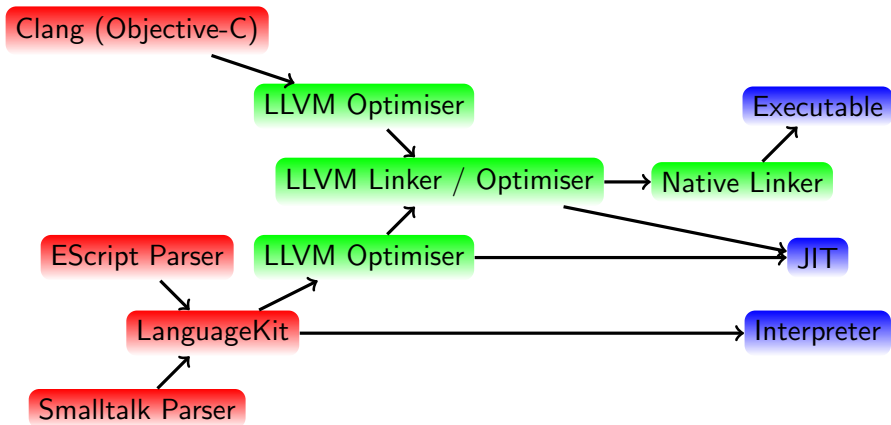 Clang (Objective-C)
LLVM Optimiser
Executable
LLVM Linker / Optimiser
Native Linker
EScript Parser
LLVM Optimiser
JIT
LanguageKit
Interpreter
Smalltalk Parser